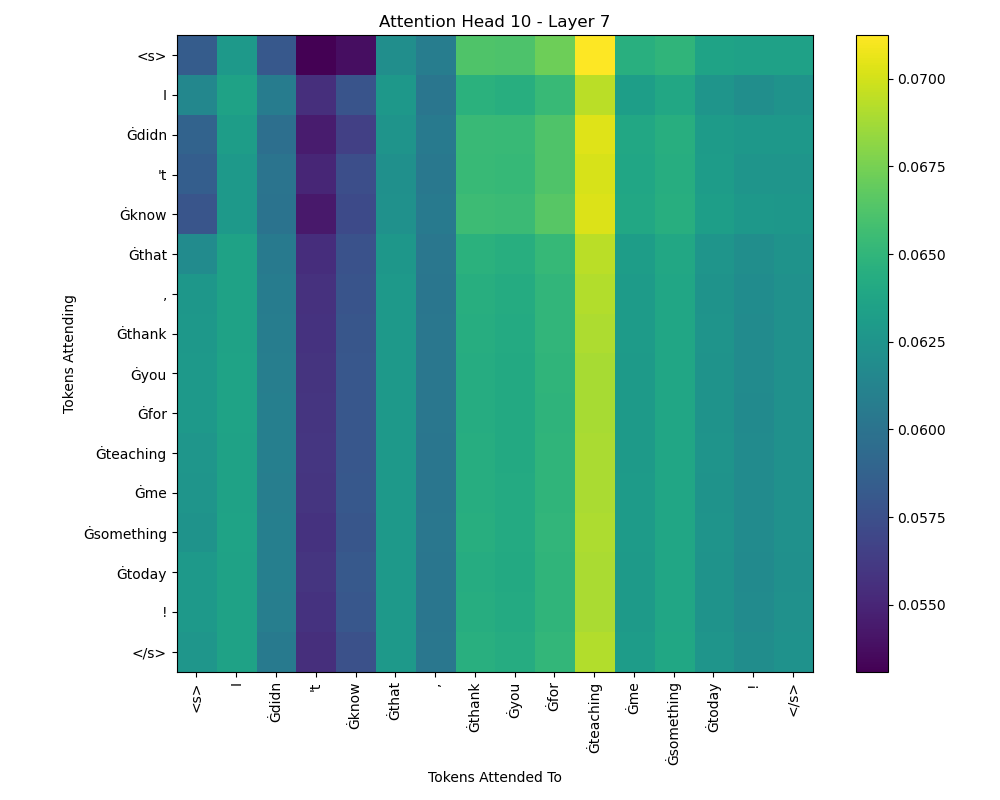 Attention Head 10 - Layer 7
<s>
I
Ġdidn
't
Ġknow
Ġthat
,
Ġthank
Ġyou
Ġfor
Ġteaching
Ġme
Ġsomething
Ġtoday
!
</s>
Tokens Attending
<s>
I
Ġdidn
't
Ġknow
Ġthat
,
Ġthank
Ġyou
Ġfor
Ġteaching
Ġme
Ġsomething
Ġtoday
!
</s>
Tokens Attended To
0.0700
0.0675
0.0650
0.0625
0.0600
0.0575
0.0550